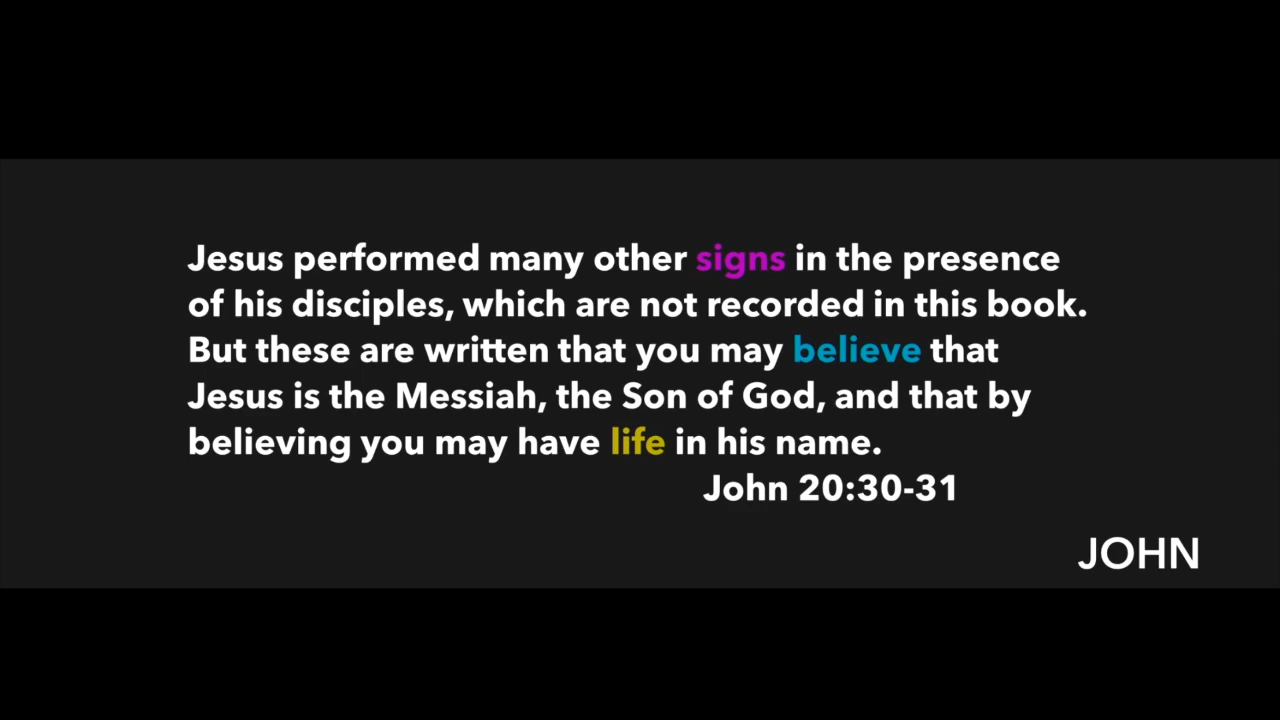 Jesus performed many other signs in the presence
of his disciples, which are not recorded in this book.
But these are written that you may believe that
Jesus is the Messiah, the Son of God, and that by
believing you may have life in his name.
John 20:30-31
JOHN